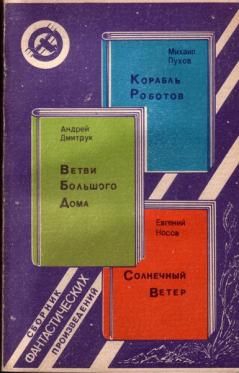 Михаил
Пухов
Корабль
Роботов
Андрей
Дмитрук
Ветви
Большого
Дома
Евгений
Носов
Солнечный
Ветер
Сборник
фантастических
произведений